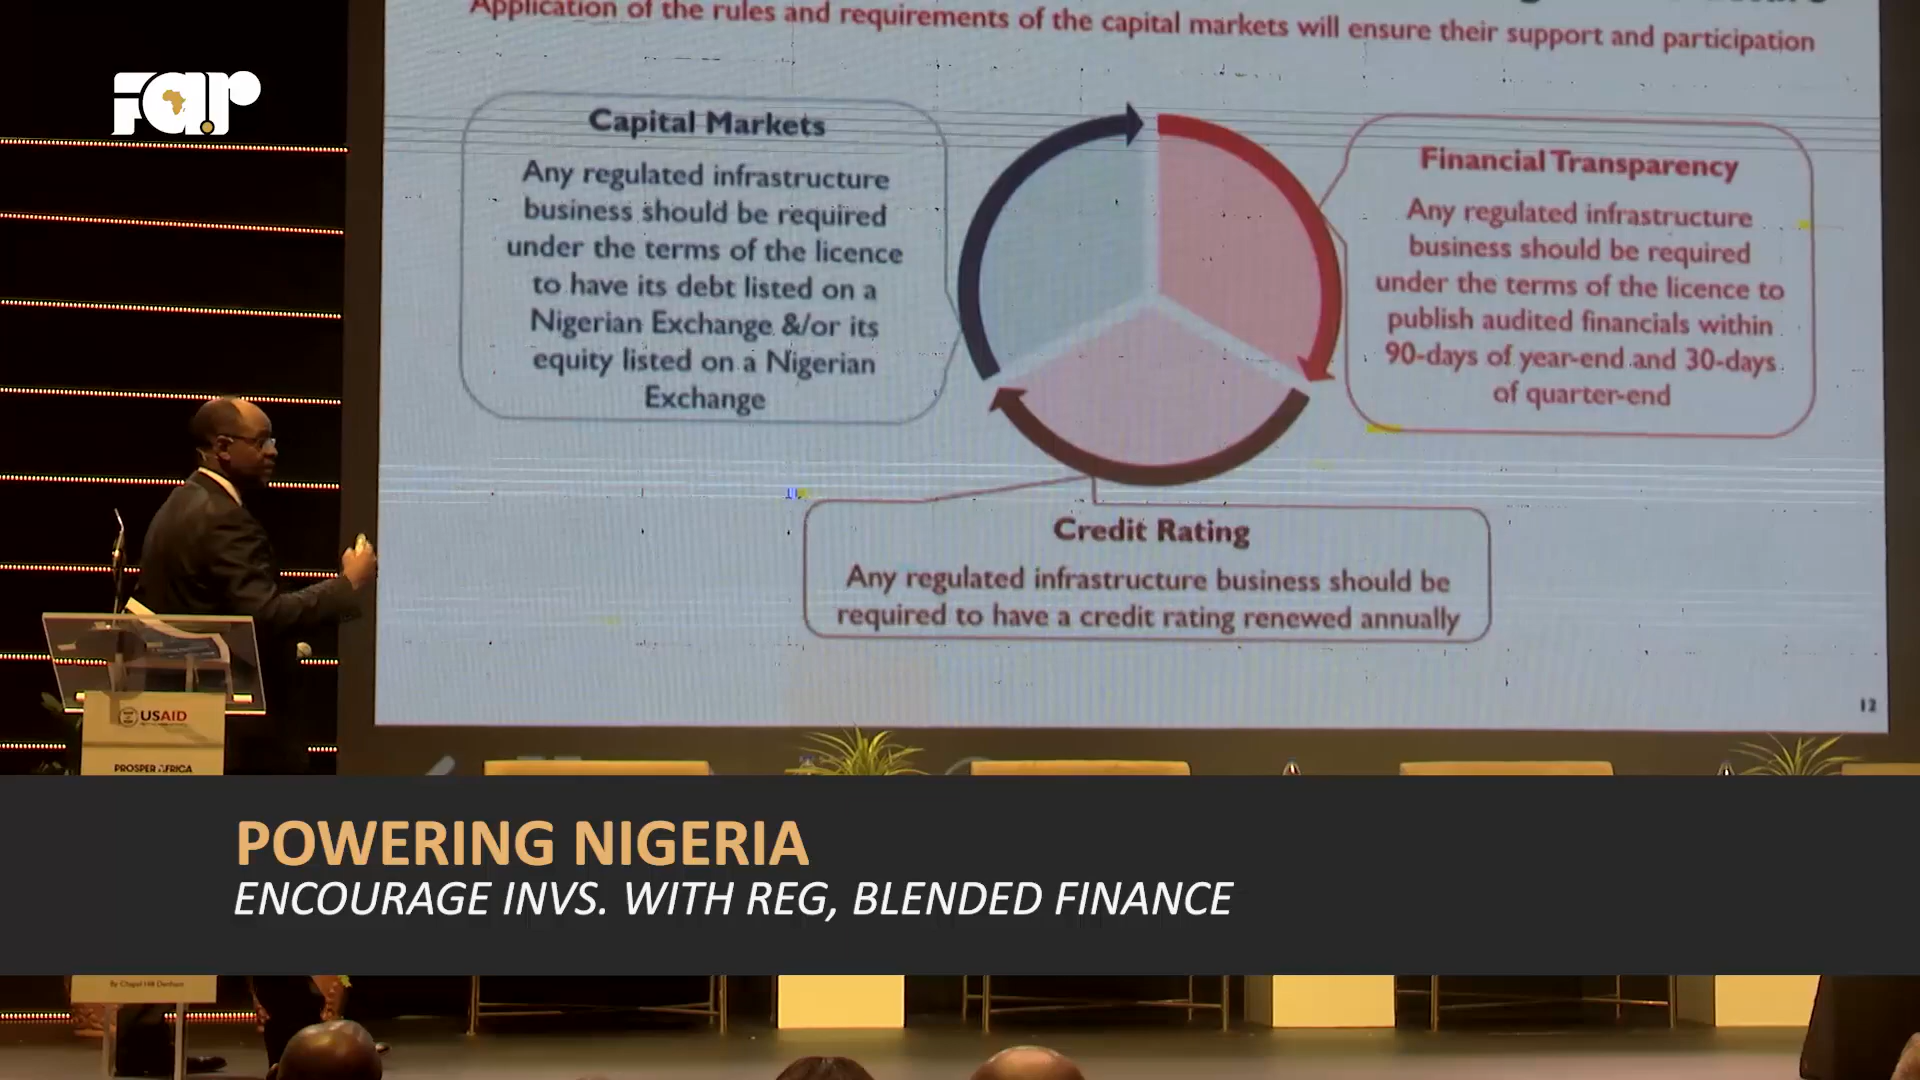 Application of the rules and requirements of the capital markets will ensure their support and participation
FAR
Capital Markets
Any regulated infrastructure
business should be required
under the terms of the licence
to have its debt listed on a
Nigerian Exchange &/or its
equity listed on a Nigerian
Exchange
Financial Transparency
Any regulated infrastructure
business should be required
under the terms of the licence to
publish audited financials within
90-days of year-end and 30-days
of quarter-end
Credit Rating
Any regulated infrastructure business should be
required to have a credit rating renewed annually
12
USAID
PROSPER AFRICA
POWERING NIGERIA
ENCOURAGE INVS. WITH REG, BLENDED FINANCE
By Chapel Hill Denham